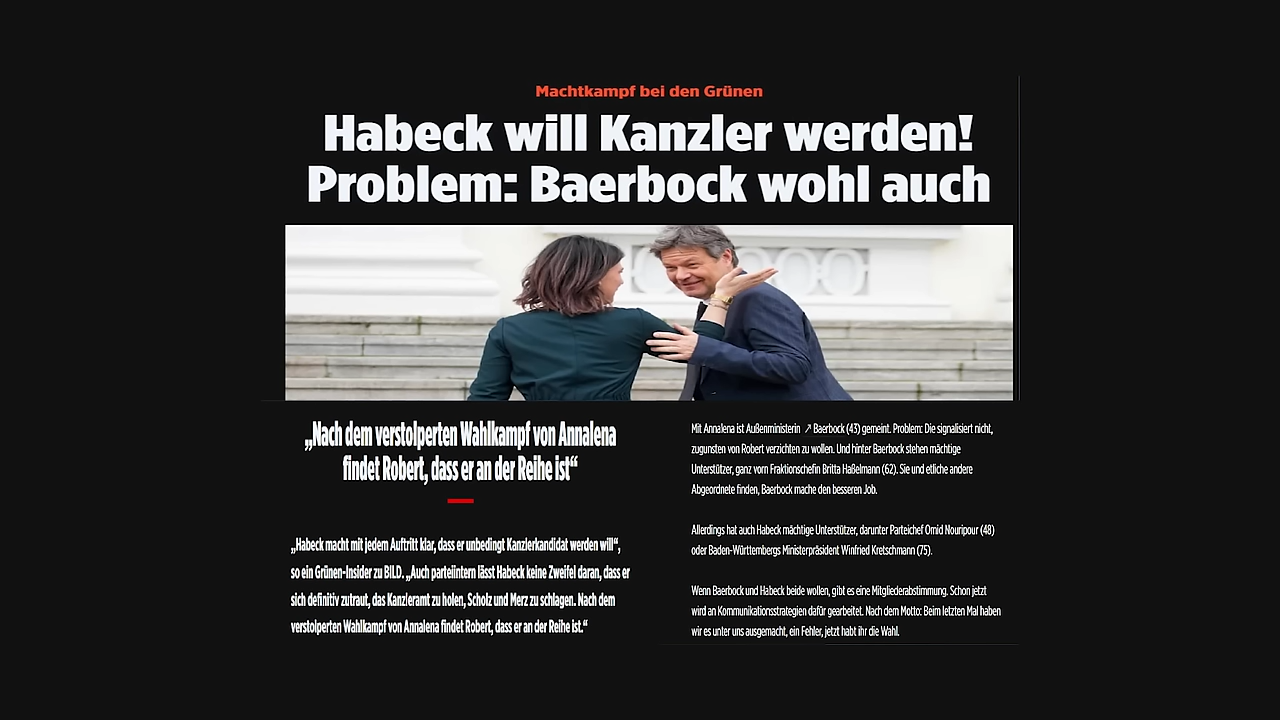 Machtkampf bei den Grünen
Habeck will Kanzler werden!
Problem: Baerbock wohl auch
„Nach dem verstolperten Wahlkampf von Annalena
findet Robert, dass er an der Reihe ist“
„Habeck macht mit jedem Auftritt klar, dass er unbedingt Kanzlerkandidat werden will“,
so ein Grünen-Insider zu BILD. „Auch parteiintern lässt Habeck keine Zweifel daran, dass er
sich definitiv zutraut, das Kanzleramt zu holen, Scholz und Merz zu schlagen. Nach dem
verstolperten Wahlkampf von Annalena findet Robert, dass er an der Reihe ist.“
Mit Annalena ist Außenministerin ↗ Baerbock (43) gemeint. Problem: Die signalisiert nicht,
zugunsten von Robert verzichten zu wollen. Und hinter Baerbock stehen mächtige
Unterstützer, ganz vorn Fraktionschefin Britta Haßelmann (62). Sie und etliche andere
Abgeordnete finden, Baerbock mache den besseren Job.
Allerdings hat auch Habeck mächtige Unterstützer, darunter Parteichef Omid Nouripour (48)
oder Baden-Württembergs Ministerpräsident Winfried Kretschmann (75).
Wenn Baerbock und Habeck beide wollen, gibt es eine Mitgliederabstimmung. Schon jetzt
wird an Kommunikationsstrategien dafür gearbeitet. Nach dem Motto: Beim letzten Mal haben
wir es unter uns ausgemacht, ein Fehler, jetzt habt ihr die Wahl.